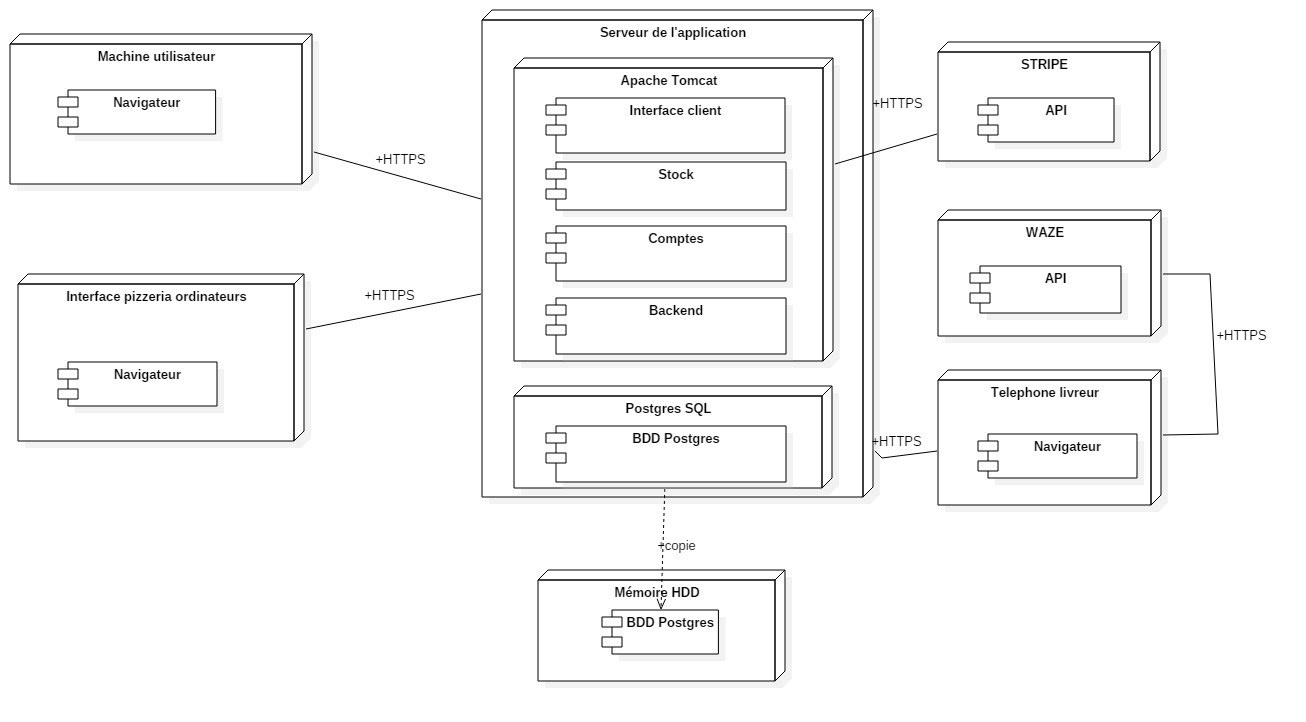 Machine utilisateur
Navigateur
+HTTPS
Interface pizzeria ordinateurs
Navigateur
+HTTPS
Serveur de l'application
Apache Tomcat
Interface client
Stock
Comptes
Backend
Postgres SQL
BDD Postgres
+copie
Mémoire HDD
BDD Postgres
+HTTPS
STRIPE
API
WAZE
API
+HTTPS
Telephone livreur
Navigateur
+HTTPS